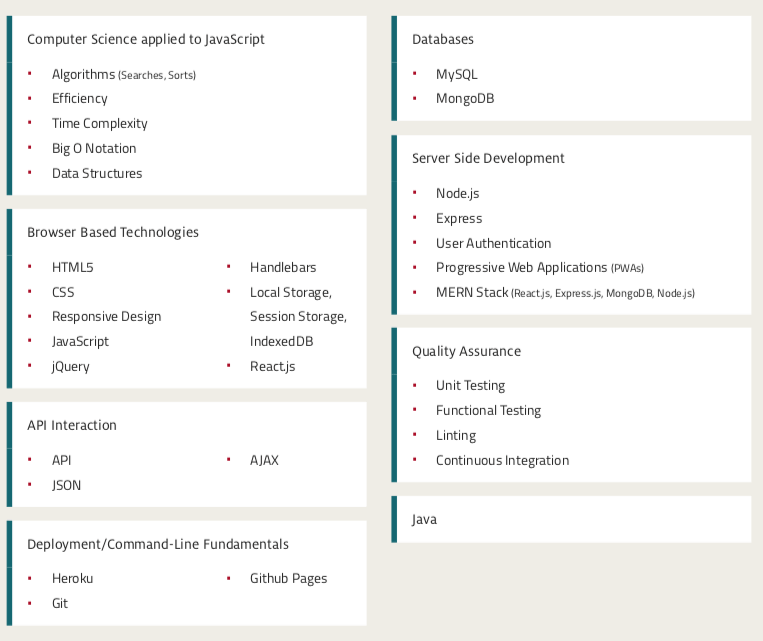 Computer Science applied to JavaScript
Algorithms (Searches, Sorts)
Efficiency
Time Complexity
Big O Notation
Data Structures
Browser Based Technologies
HTML5
CSS
Responsive Design
JavaScript
jQuery
Handlebars
Local Storage,
Session Storage,
IndexedDB
React.js
API Interaction
API
JSON
AJAX
Deployment/Command-Line Fundamentals
Heroku
Git
Github Pages
Databases
MySQL
MongoDB
Server Side Development
Node.js
Express
User Authentication
Progressive Web Applications (PWAs)
MERN Stack (React.js, Express.js, MongoDB, Node.js)
Quality Assurance
Unit Testing
Functional Testing
Linting
Continuous Integration
Java